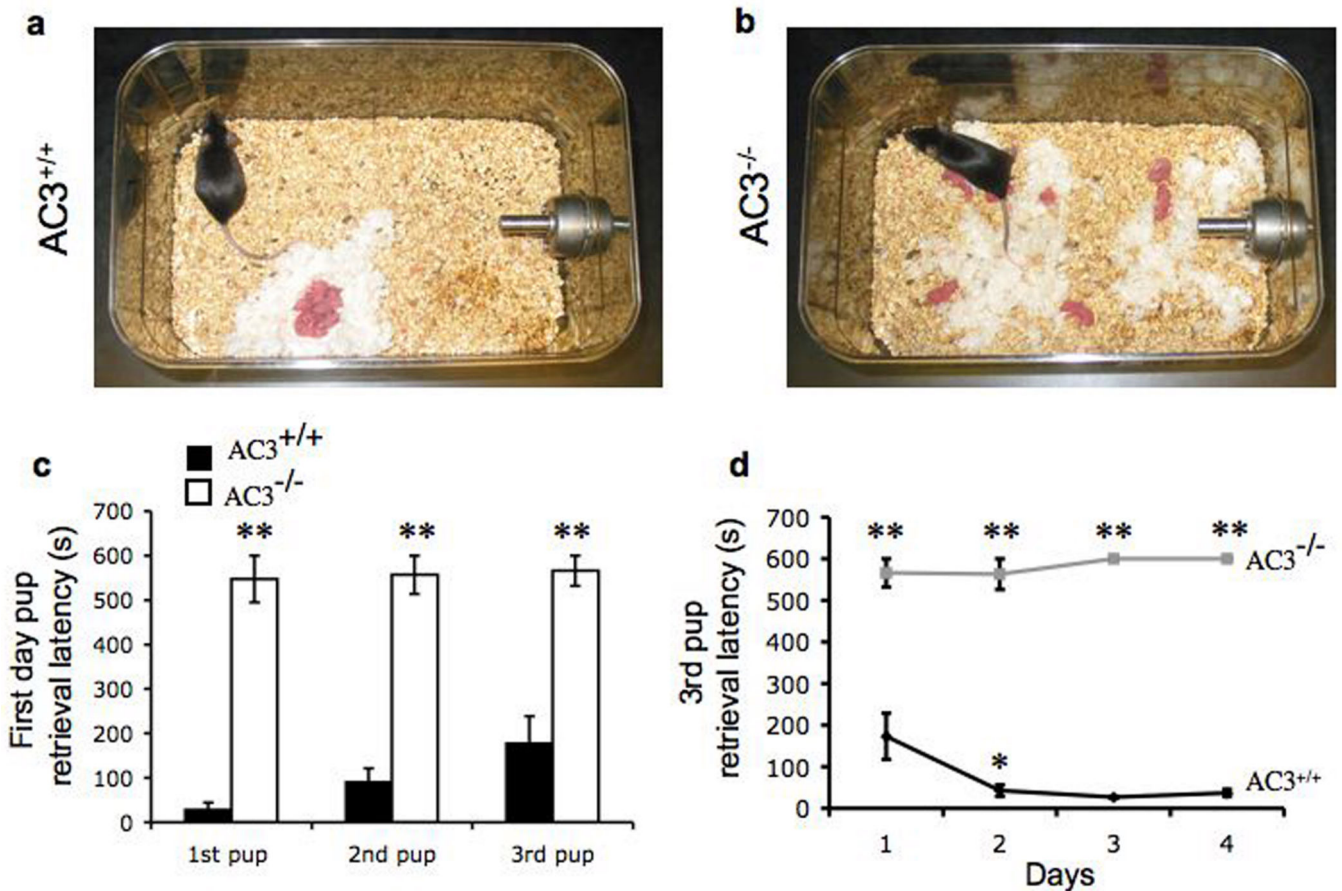 a
b
AC3+/+
AC3-/-
c
AC3+/+
AC3-/-
d
First day pup
retrieval latency (s)
700
600
500
400
300
200
100
0
**
**
**
1st pup
2nd pup
3rd pup
3rd pup
retrieval latency (s)
700
600
500
400
300
200
100
0
**
**
**
**
AC3-/-
*
AC3+/+
1
2
3
4
Days